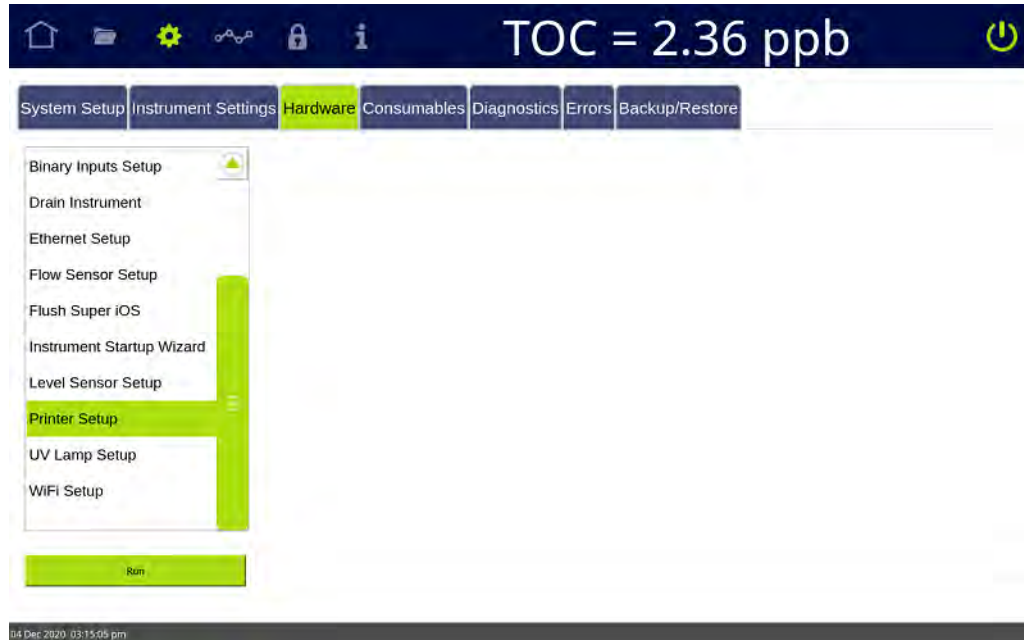 TOC = 2.36 ppb
System Setup Instrument Settings Hardware Consumables Diagnostics Errors Backup/Restore
Binary Inputs Setup
Drain Instrument
Ethernet Setup
Flow Sensor Setup
Flush Super iOS
Instrument Startup Wizard
Level Sensor Setup
Printer Setup
UV Lamp Setup
WiFi Setup
Run
04 Dec 2020 03:15:05 pm